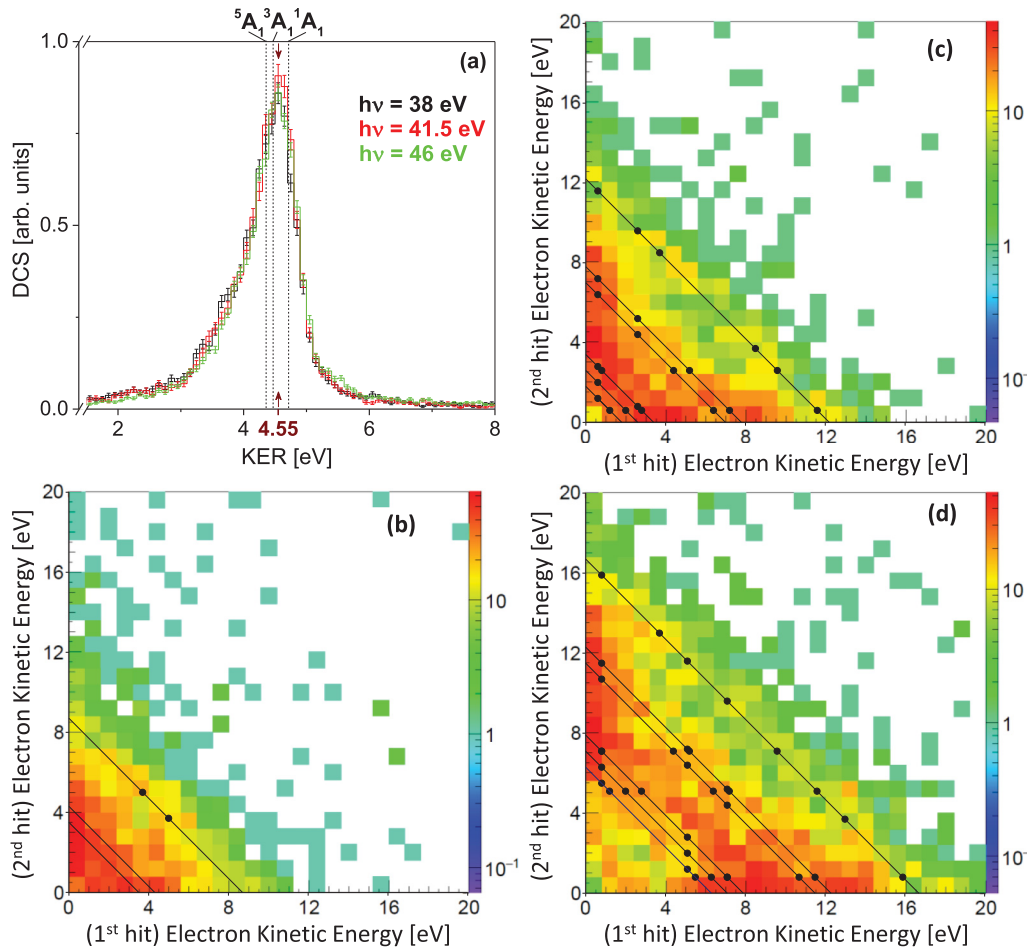 ⁵A₁ ³A₁ ¹A₁
(a)
1.0
0.5
0.0
DCS [arb. units]
hν = 38 eV
hν = 41.5 eV
hν = 46 eV
2 4 6 8
4.55
KER [eV]
(c)
20
16
12
8
4
0
(2nd hit) Electron Kinetic Energy [eV]
0 4 8 12 16 20
(1st hit) Electron Kinetic Energy [eV]
10
1
10⁻
(b)
20
16
12
8
4
0
(2nd hit) Electron Kinetic Energy [eV]
0 4 8 12 16 20
(1st hit) Electron Kinetic Energy [eV]
10
1
10⁻¹
(d)
20
16
12
8
4
0
(2nd hit) Electron Kinetic Energy [eV]
0 4 8 12 16 20
(1st hit) Electron Kinetic Energy [eV]
10
1
10⁻